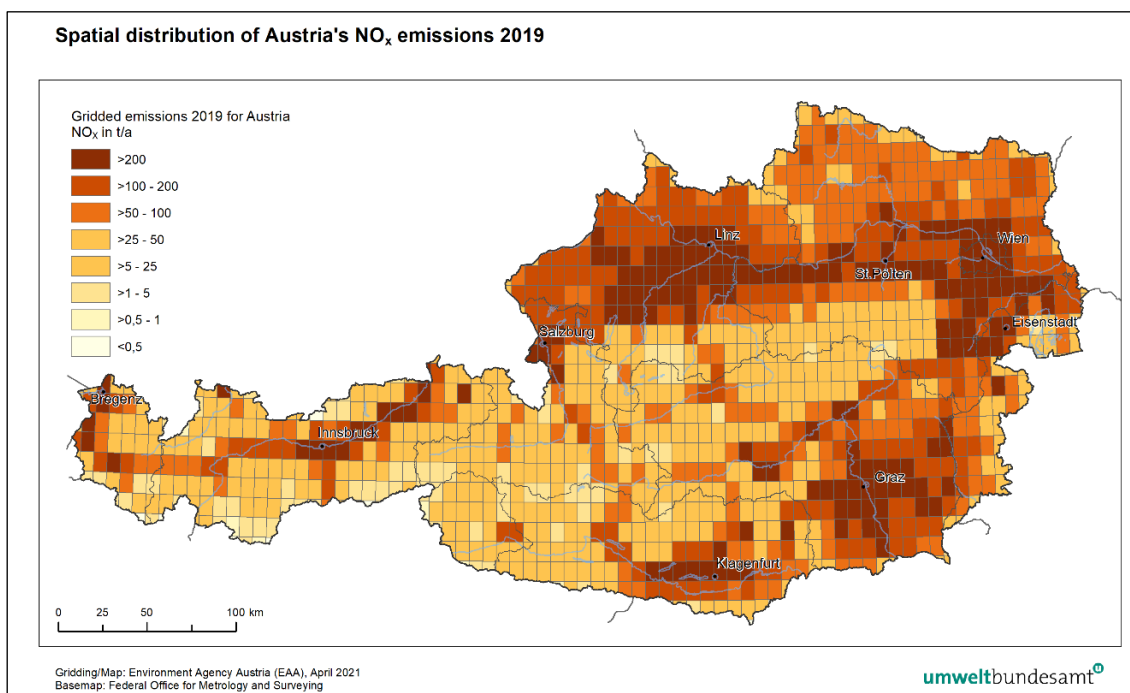 Spatial distribution of Austria's NOx emissions 2019
Gridded emissions 2019 for Austria
NOX in t/a
>200
>100 - 200
>50 - 100
>25 - 50
>5 - 25
>1 - 5
>0,5 - 1
<0,5
Linz
Wien
St.Pölten
Eisenstadt
Salzburg
Bregenz
Innsbruck
Graz
Klagenfurt
0 25 50 100 km
Gridding/Map: Environment Agency Austria (EAA), April 2021
Basemap: Federal Office for Metrology and Surveying
umweltbundesamt u